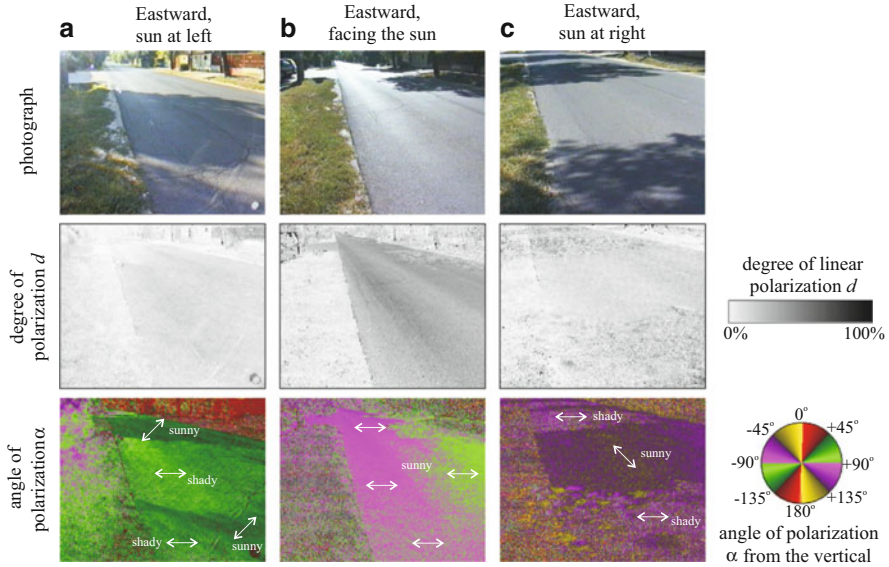 a
Eastward,
sun at left
b
Eastward,
facing the sun
c
Eastward,
sun at right
photograph
degree of
polarization d
degree of linear
polarization d
0%
100%
angle of
polarization α
sunny
shady
shady
sunny
sunny
shady
sunny
shady
0°
-45°
+45°
-90°
+90°
-135°
+135°
180°
angle of polarization
α from the vertical